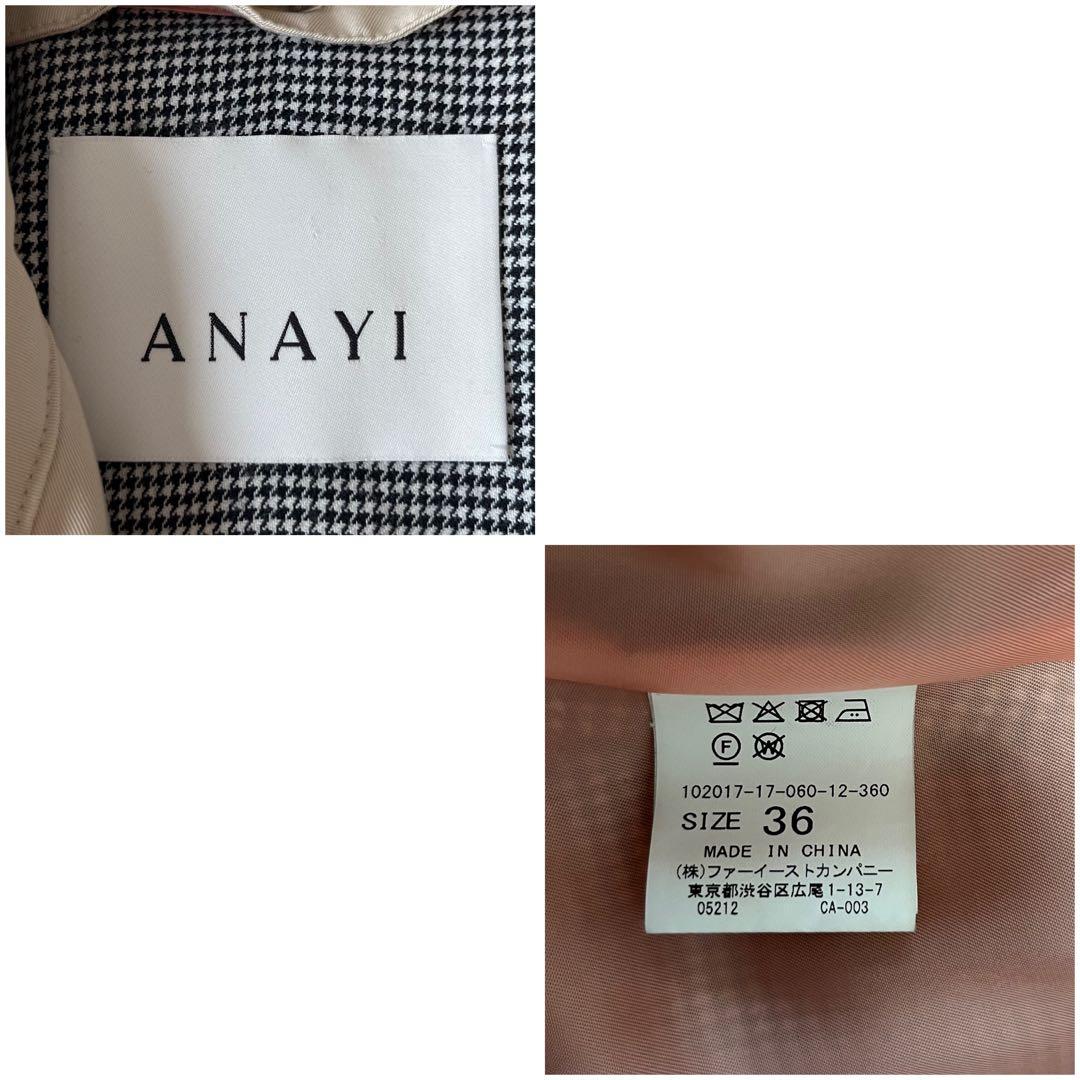 ANAYI
F
W
102017-17-060-12-360
SIZE 36
MADE IN CHINA
(株)ファーイーストカンパニー
東京都渋谷区広尾1-13-7
05212 CA-003